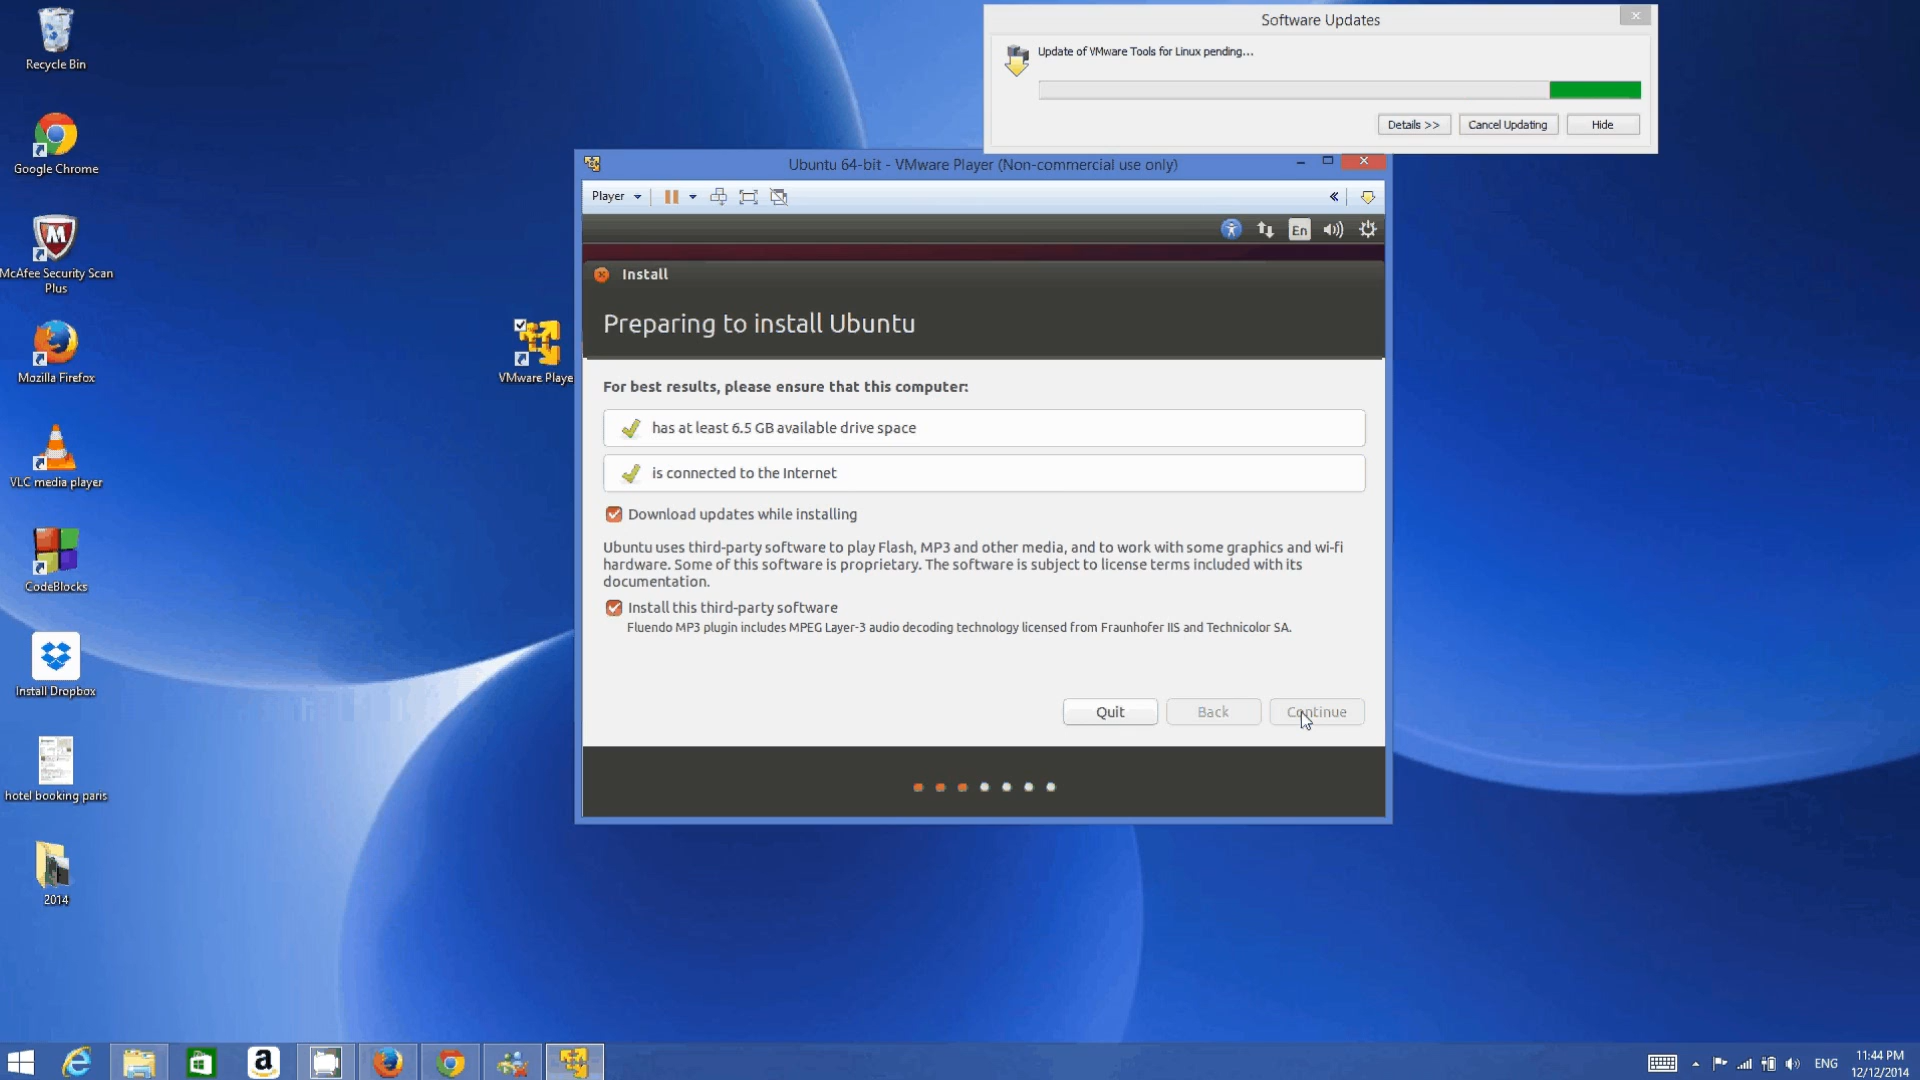 Recycle Bin
Google Chrome
McAfee Security Scan
Plus
Mozilla Firefox
VLC media player
CodeBlocks
Install Dropbox
hotel booking paris
2014
VMware Playe
Software Updates
Update of VMware Tools for Linux pending...
Details >>
Cancel Updating
Hide
Ubuntu 64-bit - VMware Player (Non-commercial use only)
Player
En
Install
Preparing to install Ubuntu
For best results, please ensure that this computer:
has at least 6.5 GB available drive space
is connected to the Internet
Download updates while installing
Ubuntu uses third-party software to play Flash, MP3 and other media, and to work with some graphics and wi-fi
hardware. Some of this software is proprietary. The software is subject to license terms included with its
documentation.
Install this third-party software
Fluendo MP3 plugin includes MPEG Layer-3 audio decoding technology licensed from Fraunhofer IIS and Technicolor SA.
Quit
Back
Continue
ENG
11:44 PM
12/12/2014